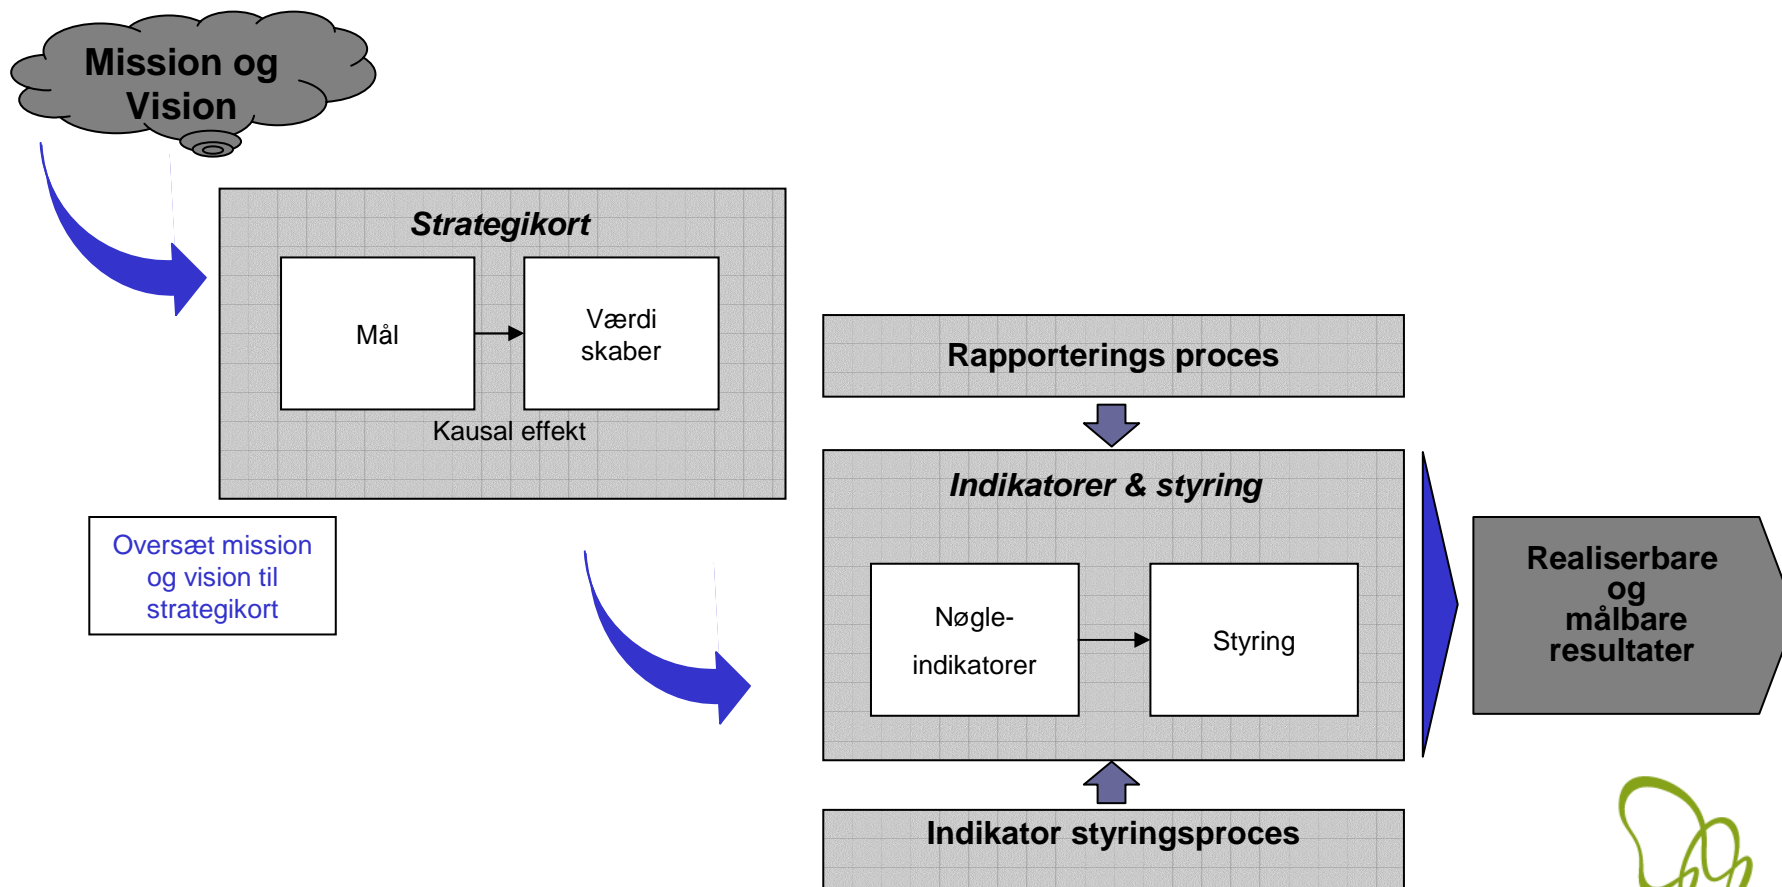 Mission og
Vision
Strategikort
Mål
Værdi
skaber
Kausal effekt
Oversæt mission
og vision til
strategikort
Rapporterings proces
Indikatorer & styring
Nøgle-
indikatorer
Styring
Realiserbare
og
målbare
resultater
Indikator styringsproces